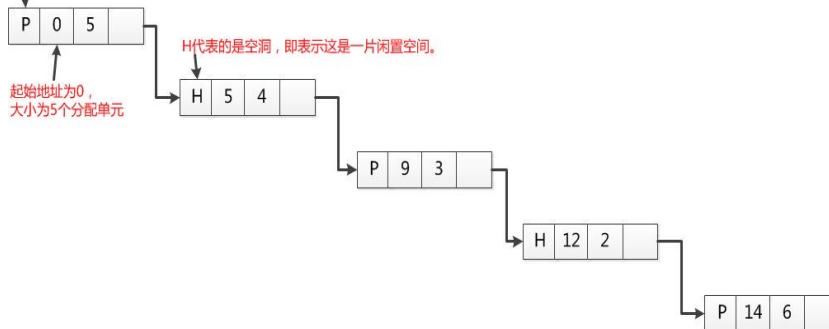 P 0 5
H代表的是空洞，即表示这是一片闲置空间。
起始地址为0，
大小为5个分配单元
H 5 4
P 9 3
H 12 2
P 14 6